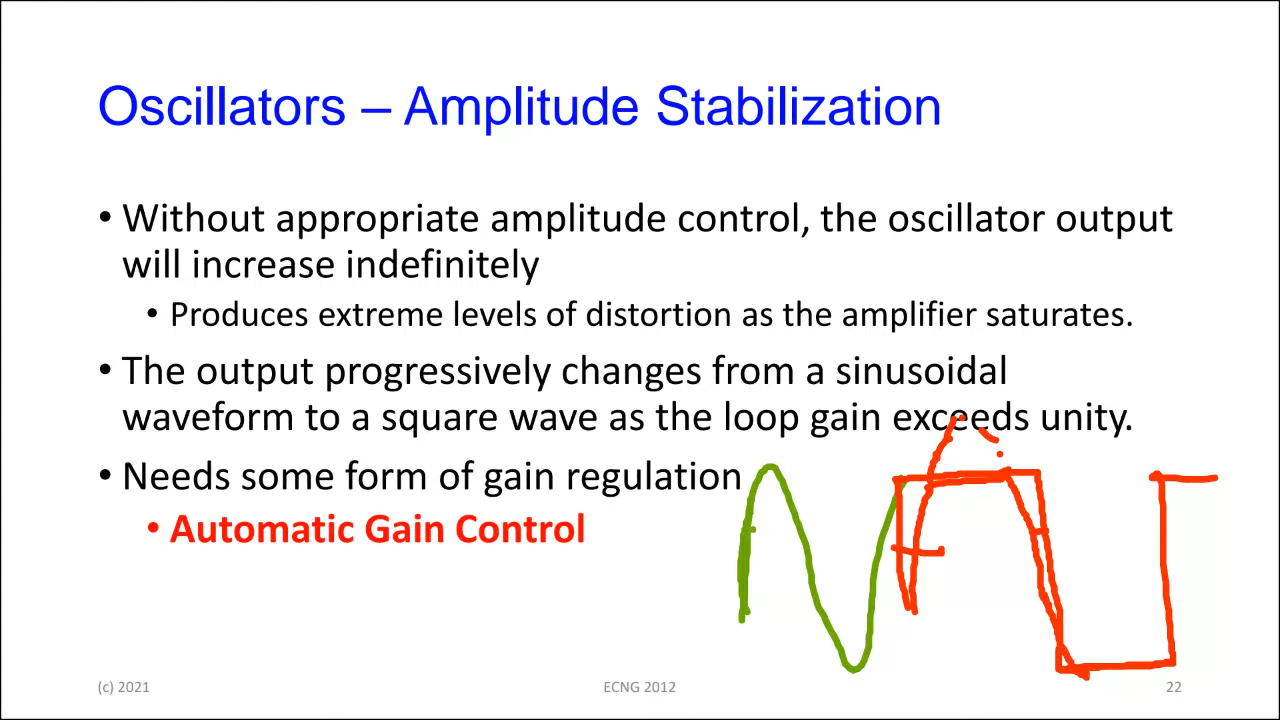 Oscillators – Amplitude Stabilization
• Without appropriate amplitude control, the oscillator output
will increase indefinitely
• Produces extreme levels of distortion as the amplifier saturates.
• The output progressively changes from a sinusoidal
waveform to a square wave as the loop gain exceeds unity.
• Needs some form of gain regulation
• Automatic Gain Control
(c) 2021
ECNG 2012
22